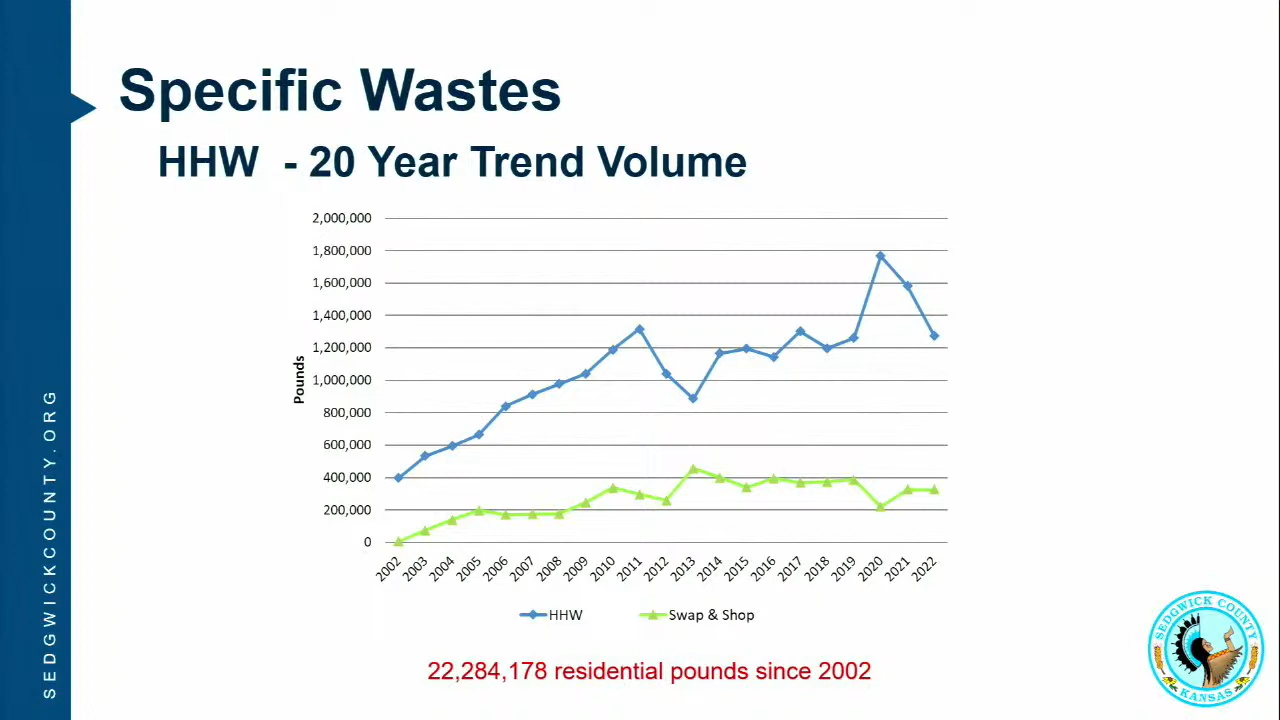 Specific Wastes
HHW - 20 Year Trend Volume
2,000,000
1,800,000
1,600,000
1,400,000
1,200,000
1,000,000
800,000
600,000
400,000
200,000
0
Pounds
2002 2003 2004 2005 2006 2007 2008 2009 2010 2011 2012 2013 2014 2015 2016 2017 2018 2019 2020 2021 2022
HHW Swap & Shop
22,284,178 residential pounds since 2002
SEDGWICKCOUNTY.ORG
SEDGWICK COUNTY
KANSAS